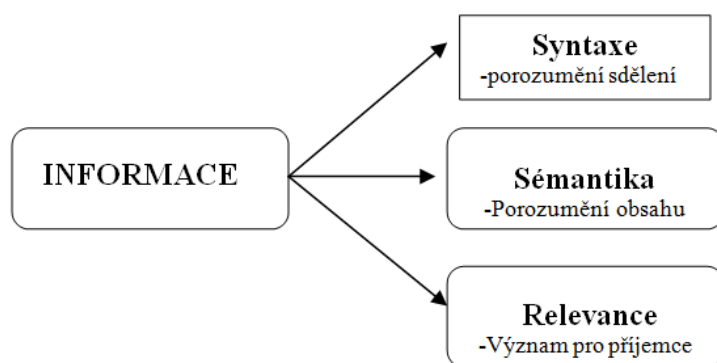 Syntaxe
-porozumění sdělení
INFORMACE
Sémantika
-Porozumění obsahu
Relevance
-Význam pro příjemce